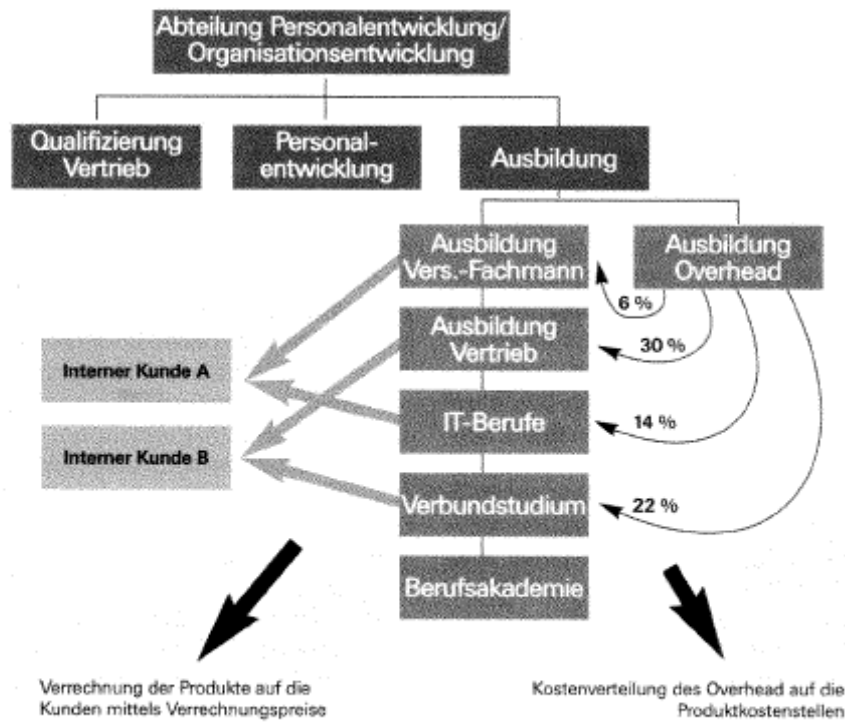 Abteilung Personalentwicklung/
Organisationsentwicklung
Qualifizierung
Vertrieb
Personal-
entwicklung
Ausbildung
Ausbildung
Vers.-Fachmann
Ausbildung
Overhead
6 %
Ausbildung
Vertrieb
30 %
Interner Kunde A
IT-Berufe
14 %
Interner Kunde B
Verbundstudium
22 %
Berufsakademie
Verrechnung der Produkte auf die
Kunden mittels Verrechnungspreise
Kostenverteilung des Overhead auf die
Produktkostenstellen